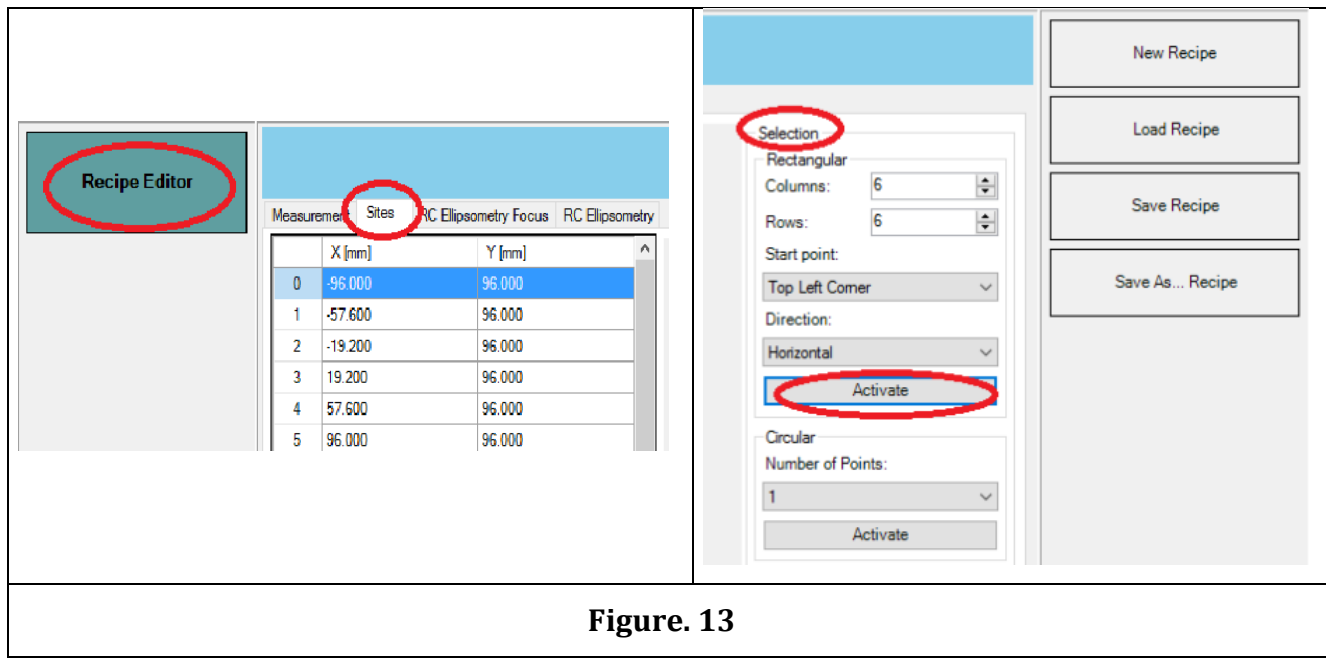 Recipe Editor
Measurement Sites RC Ellipsometry Focus RC Ellipsometry
X [mm] Y [mm]
0 -96.000 96.000
1 -57.600 96.000
2 -19.200 96.000
3 19.200 96.000
4 57.600 96.000
5 96.000 96.000
Selection
Rectangular
Columns: 6
Rows: 6
Start point:
Top Left Corner
Direction:
Horizontal
Activate
Circular
Number of Points:
1
Activate
New Recipe
Load Recipe
Save Recipe
Save As... Recipe
Figure. 13